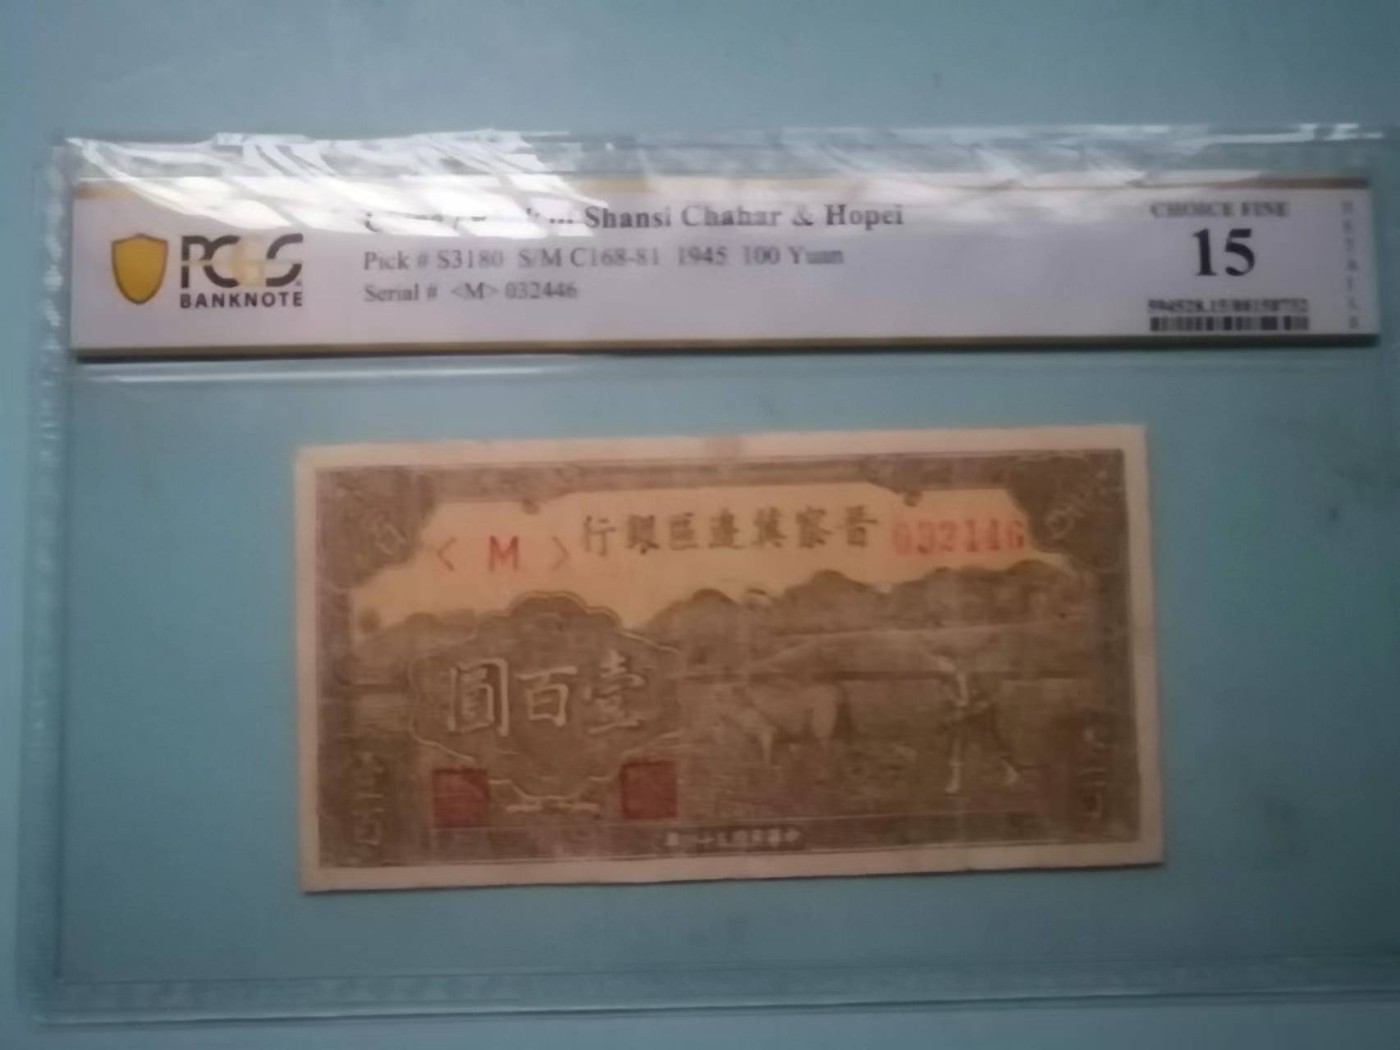 Shansi Chahar & Hopei
Pick # S3180 S/M C168-81 1945 100 Yuan
Serial # <M> 032446
PCGS
BANKNOTE
CHOICE FINE
15
DETAILS
< M > 行銀區邊冀察晉 032446
圓百壹